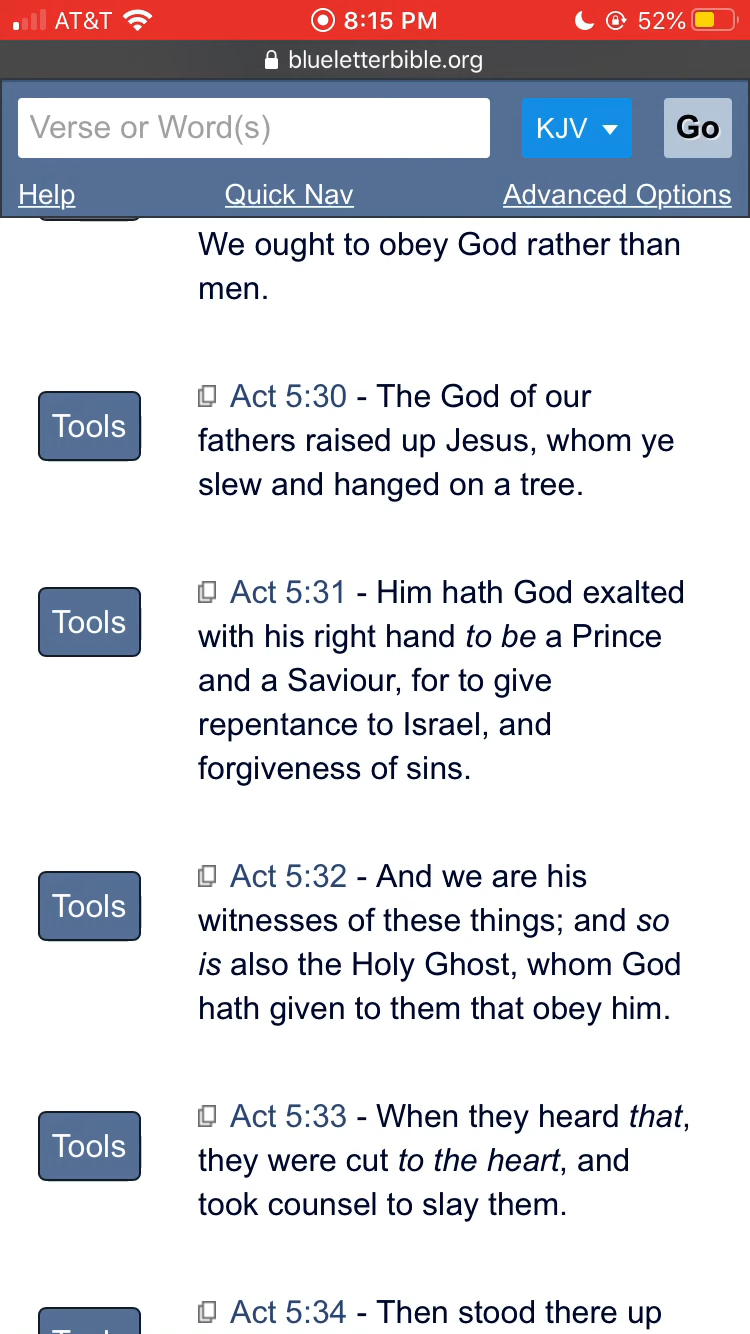 AT&T 8:15 PM 52%
blueletterbible.org
Verse or Word(s) KJV Go
Help Quick Nav Advanced Options
We ought to obey God rather than
men.
Tools
Act 5:30 - The God of our
fathers raised up Jesus, whom ye
slew and hanged on a tree.
Tools
Act 5:31 - Him hath God exalted
with his right hand to be a Prince
and a Saviour, for to give
repentance to Israel, and
forgiveness of sins.
Tools
Act 5:32 - And we are his
witnesses of these things; and so
is also the Holy Ghost, whom God
hath given to them that obey him.
Tools
Act 5:33 - When they heard that,
they were cut to the heart, and
took counsel to slay them.
Tools
Act 5:34 - Then stood there up